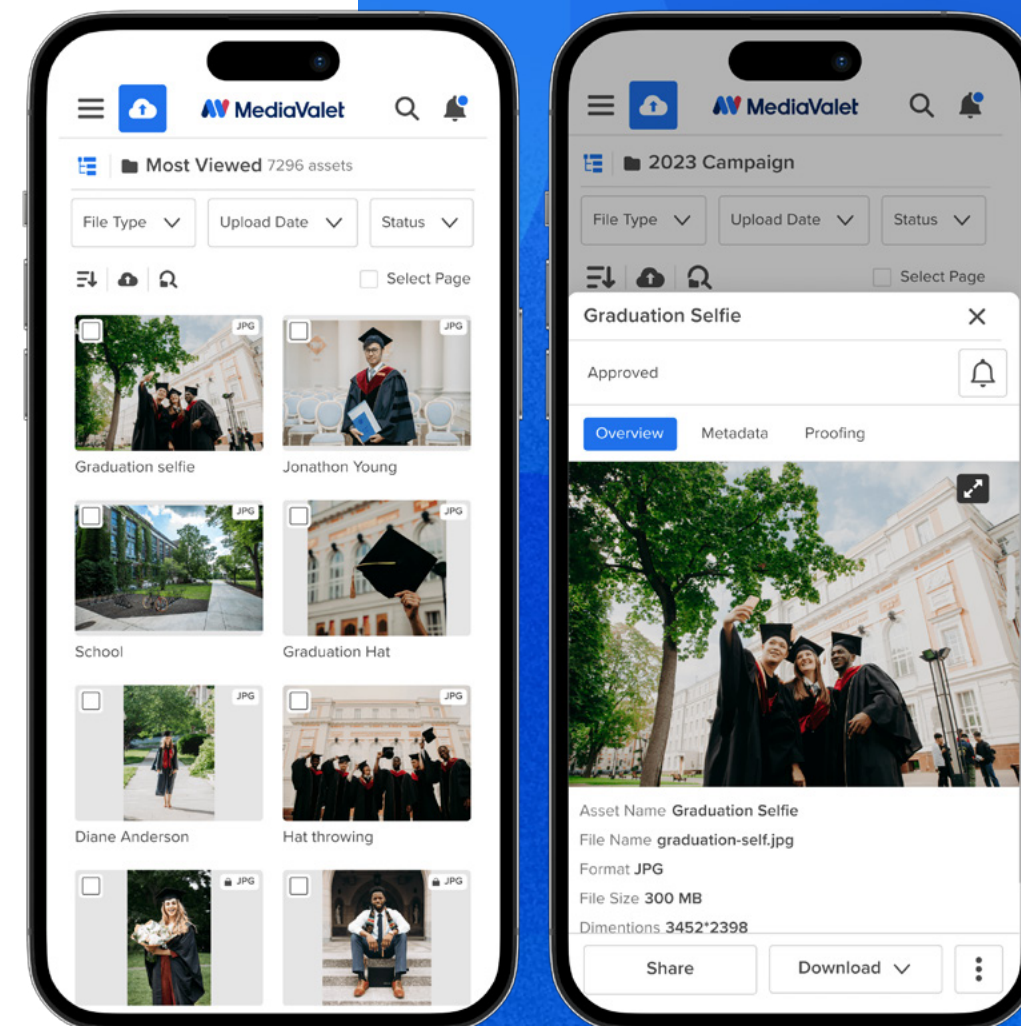 MediaValet
Most Viewed 7296 assets
File Type Upload Date Status
Select Page
JPG JPG
Graduation selfie Jonathon Young
JPG JPG
School Graduation Hat
JPG JPG
Diane Anderson Hat throwing
JPG JPG
MediaValet
2023 Campaign
File Type Upload Date Status
Select Page
Graduation Selfie
Approved
Overview Metadata Proofing
Asset Name Graduation Selfie
File Name graduation-self.jpg
Format JPG
File Size 300 MB
Dimentions 3452*2398
Share Download